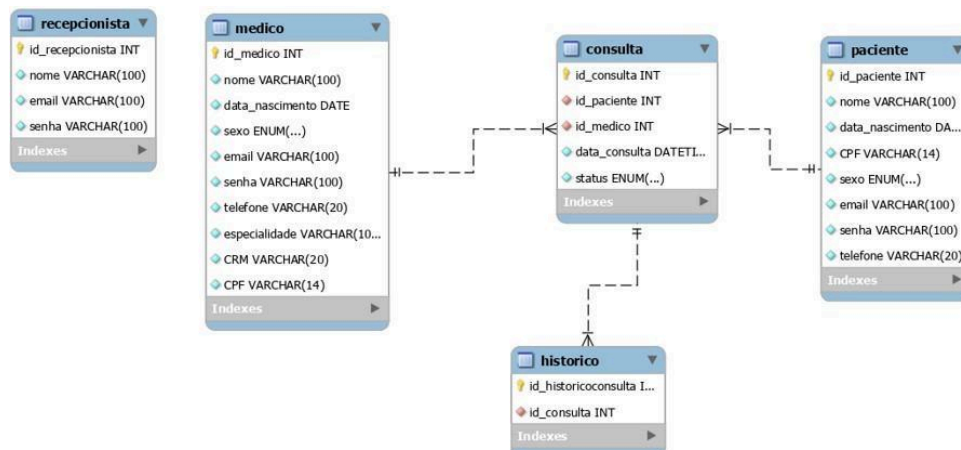 recepcionista
id_recepcionista INT
nome VARCHAR(100)
email VARCHAR(100)
senha VARCHAR(100)
Indexes
medico
id_medico INT
nome VARCHAR(100)
data_nascimento DATE
sexo ENUM(...)
email VARCHAR(100)
senha VARCHAR(100)
telefone VARCHAR(20)
especialidade VARCHAR(10...
CRM VARCHAR(20)
CPF VARCHAR(14)
Indexes
consulta
id_consulta INT
id_paciente INT
id_medico INT
data_consulta DATETI...
status ENUM(...)
Indexes
paciente
id_paciente INT
nome VARCHAR(100)
data_nascimento DA...
CPF VARCHAR(14)
sexo ENUM(...)
email VARCHAR(100)
senha VARCHAR(100)
telefone VARCHAR(20)
Indexes
historico
id_historicoconsulta I...
id_consulta INT
Indexes